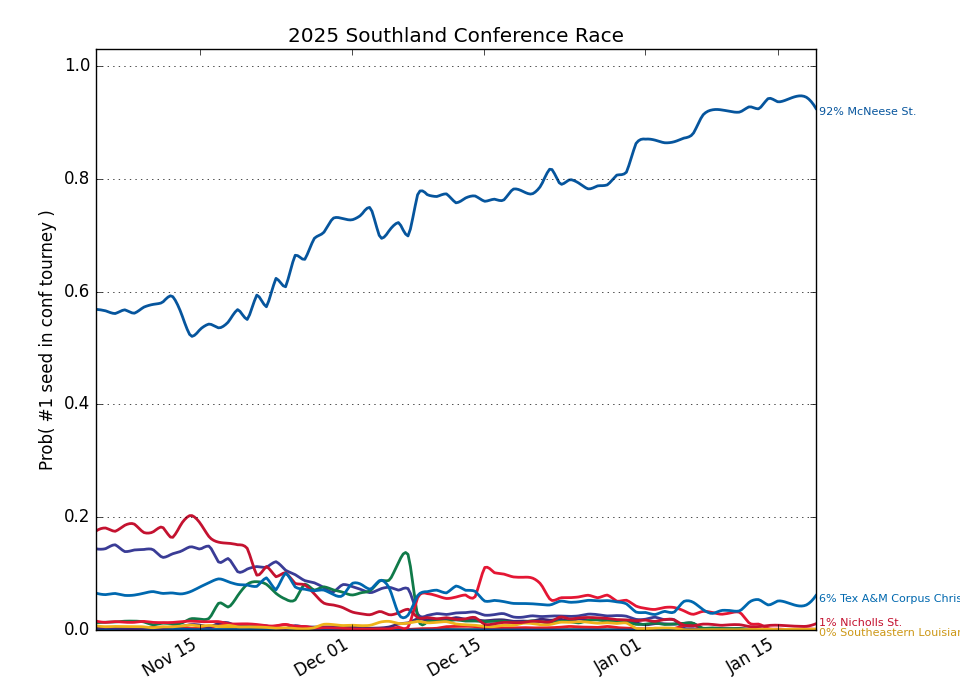 2025 Southland Conference Race
Prob( #1 seed in conf tourney )
1.0
0.8
0.6
0.4
0.2
0.0
Nov 15
Dec 01
Dec 15
Jan 01
Jan 15
92% McNeese St.
6% Tex A&M Corpus Chris
1% Nicholls St.
0% Southeastern Louisian